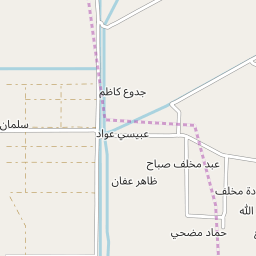 جدوع كاظم
سلمان
عبيسي عواد
عبد مخلف صباح
ظاهر عفان
دة مخلف
الله
حماد مضحي